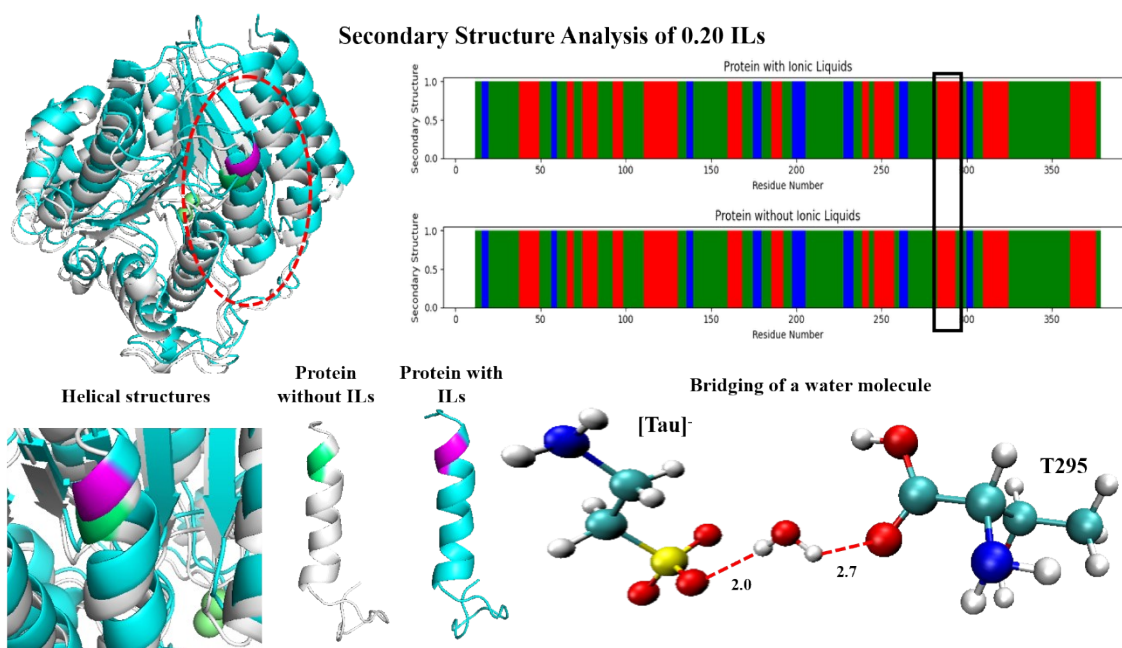 Secondary Structure Analysis of 0.20 ILs
Protein with Ionic Liquids
Secondary Structure
1.0
0.5
0.0
0 50 100 150 200 250 300 350
Residue Number
Protein without Ionic Liquids
Secondary Structure
1.0
0.5
0.0
0 50 100 150 200 250 300 350
Residue Number
Helical structures
Protein
without ILs
Protein with
ILs
Bridging of a water molecule
[Tau]-
T295
2.0
2.7